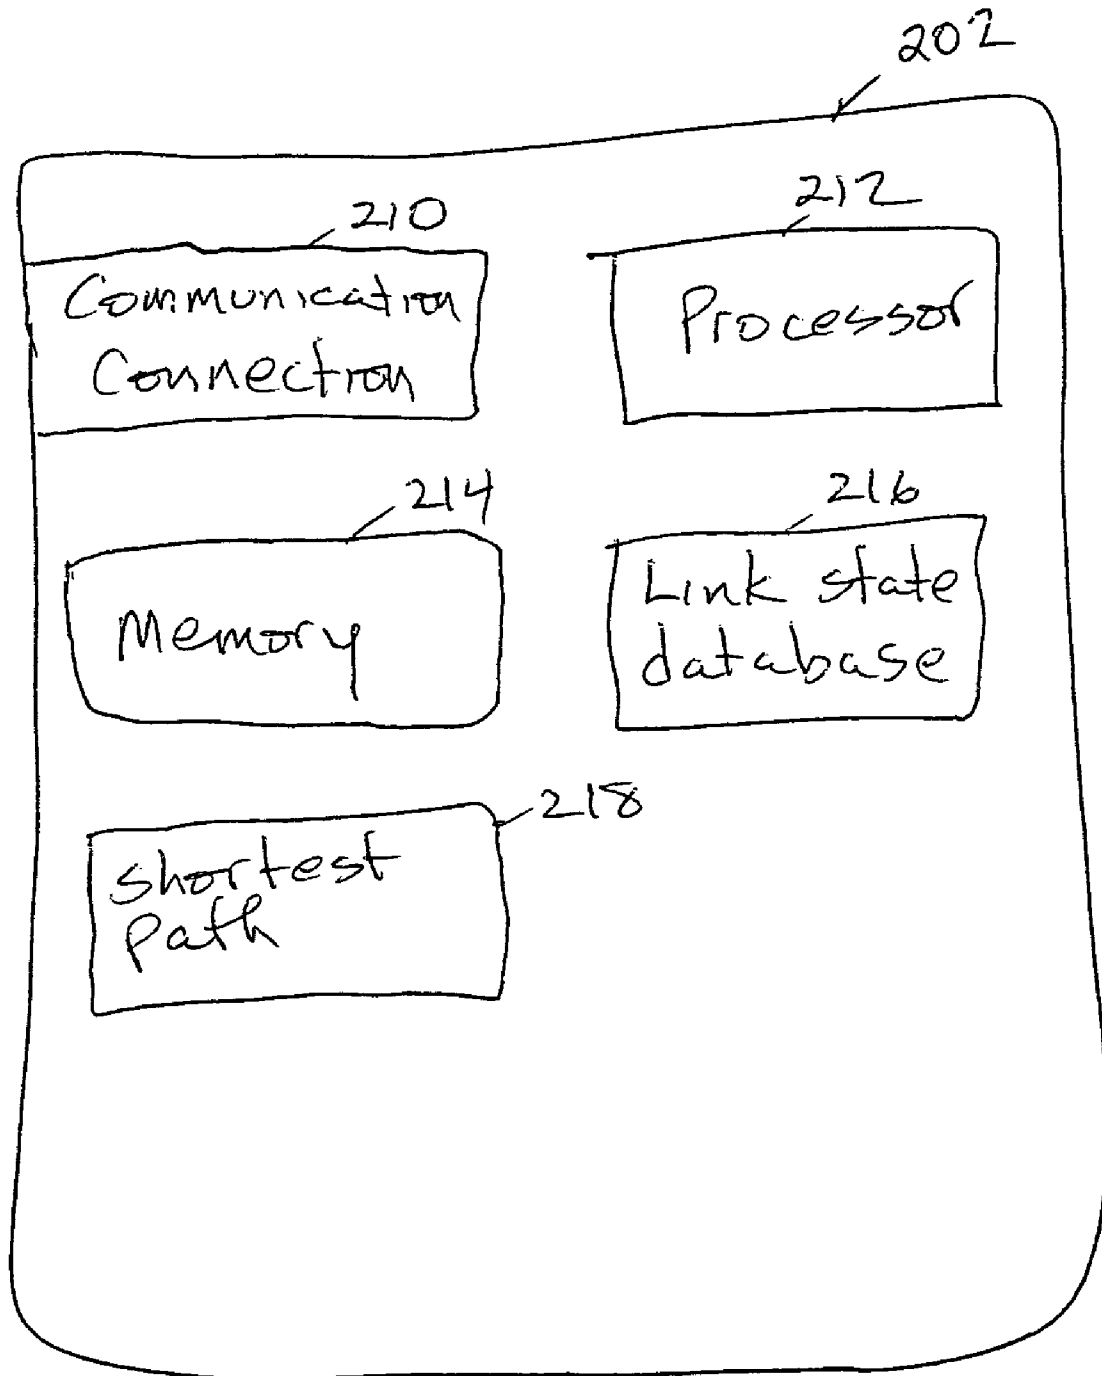 202
210
Communication
Connection
212
Processor
214
Memory
216
Link state
database
218
shortest
path